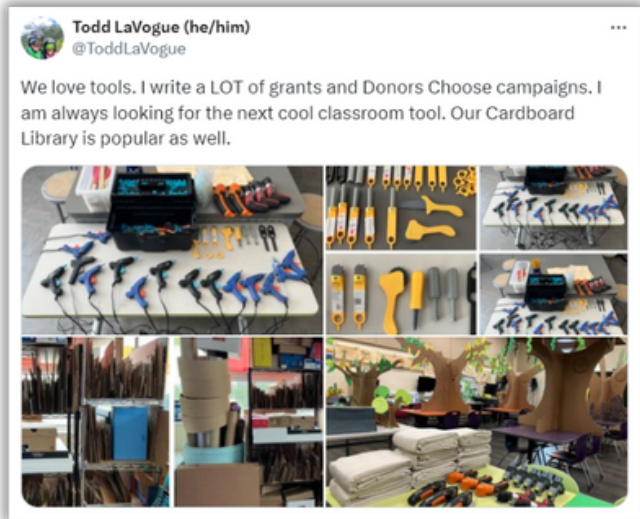 Todd LaVogue (he/him)
@ToddLaVogue
We love tools. I write a LOT of grants and Donors Choose campaigns. I
am always looking for the next cool classroom tool. Our Cardboard
Library is popular as well.